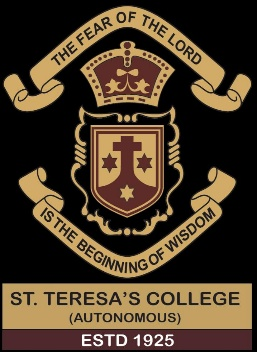 THE FEAR OF THE LORD
IS THE BEGINNING OF WISDOM
ST. TERESA'S COLLEGE
(AUTONOMOUS)
ESTD 1925